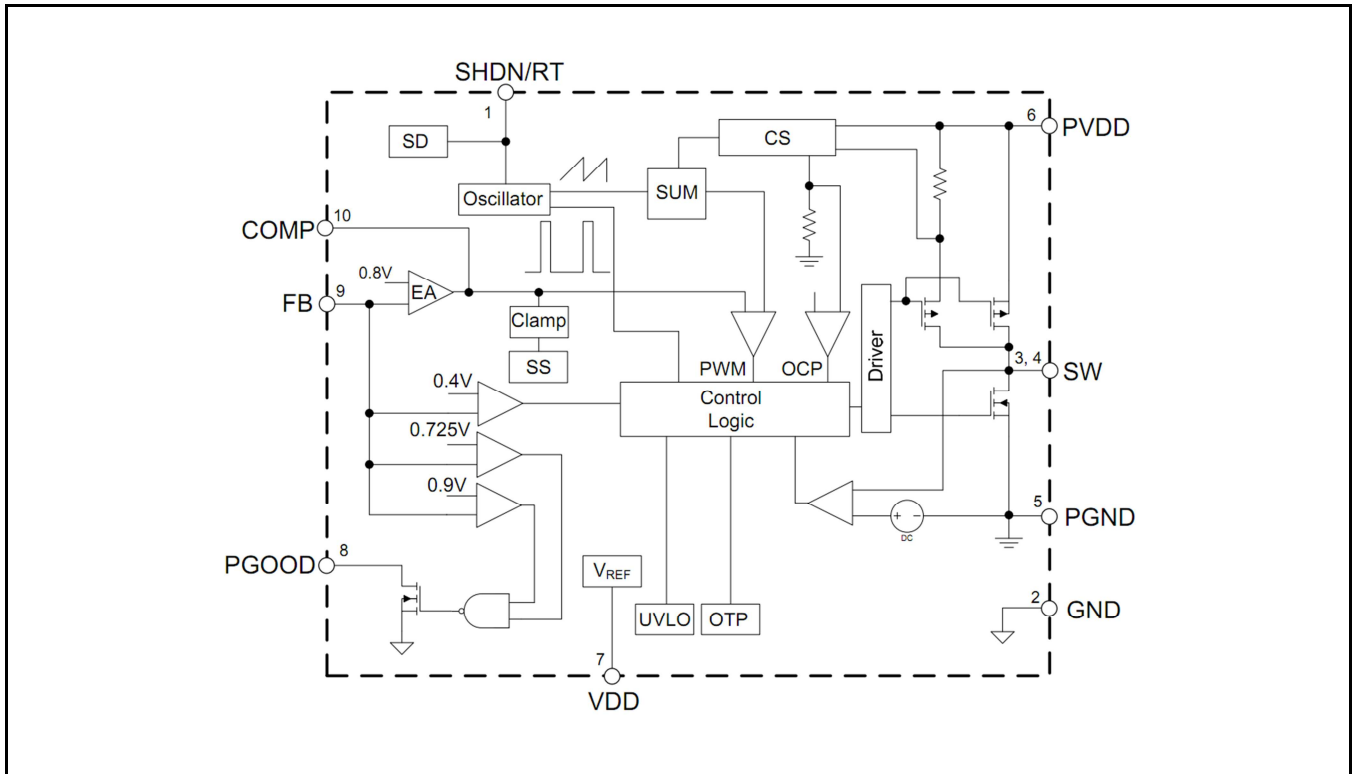 SHDN/RT
1
6
PVDD
SD
CS
Oscillator
SUM
COMP
10
0.8V
EA
FB
9
Clamp
SS
PWM
OCP
Driver
3, 4
SW
0.4V
Control
Logic
0.725V
0.9V
+ -
DC
5
PGND
PGOOD
8
VREF
UVLO
OTP
2
GND
7
VDD